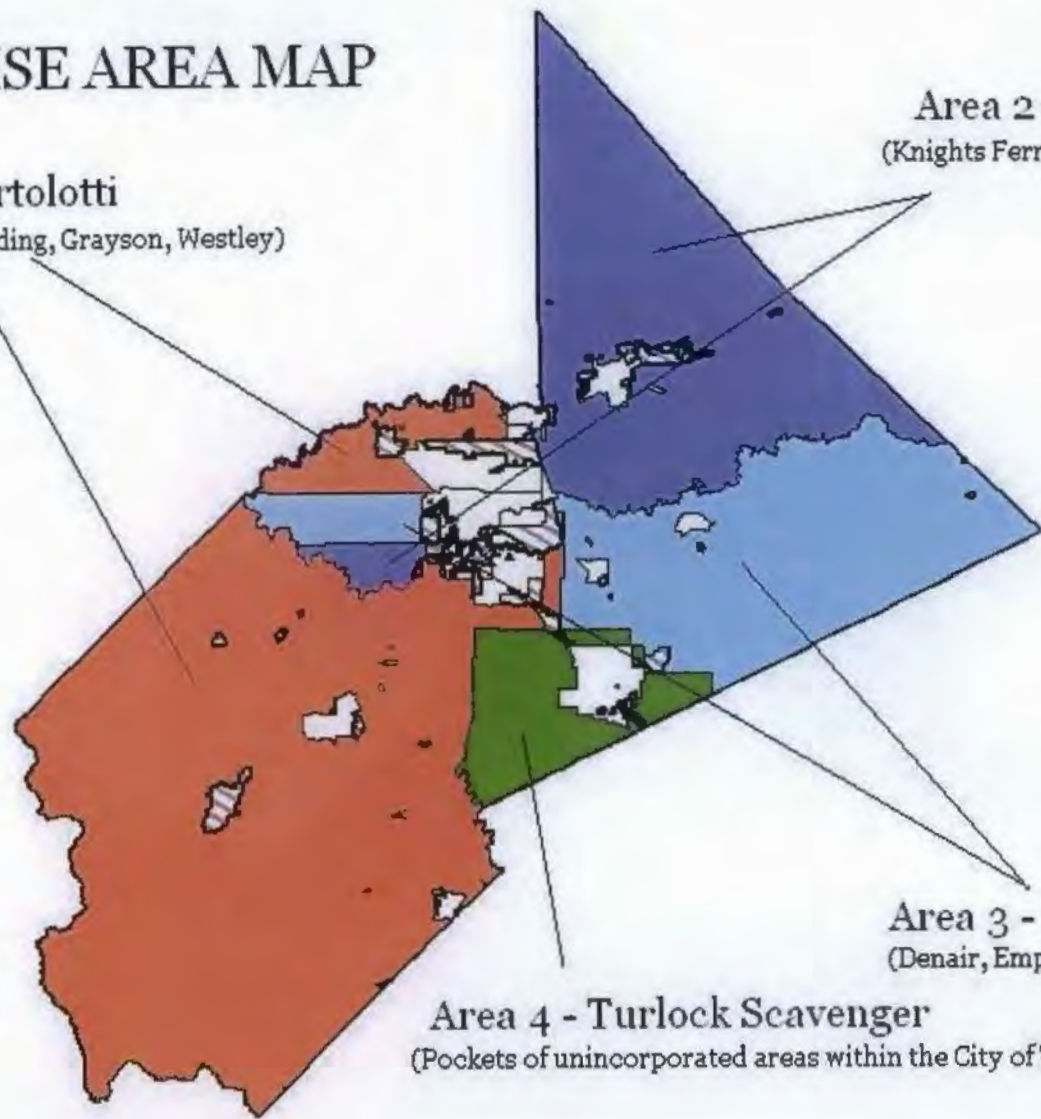 SE AREA MAP
Area 2
(Knights Ferr
rtolotti
ding, Grayson, Westley)
Area 3 -
(Denair, Emp
Area 4 - Turlock Scavenger
(Pockets of unincorporated areas within the City of